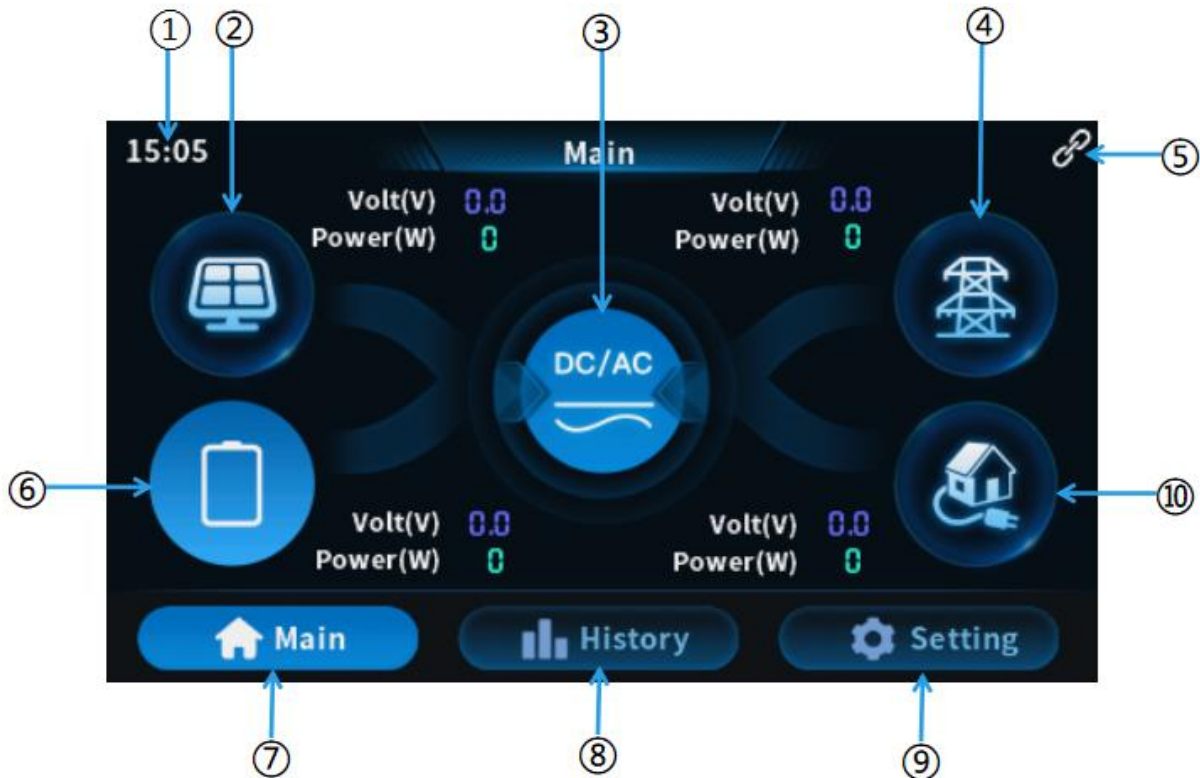 ① ② ③ ④
15:05 Main ⑤
Volt(V) 0.0 Volt(V) 0.0
Power(W) 0 Power(W) 0
DC/AC
⑥ ⑩
Volt(V) 0.0 Volt(V) 0.0
Power(W) 0 Power(W) 0
Main History Setting
⑦ ⑧ ⑨